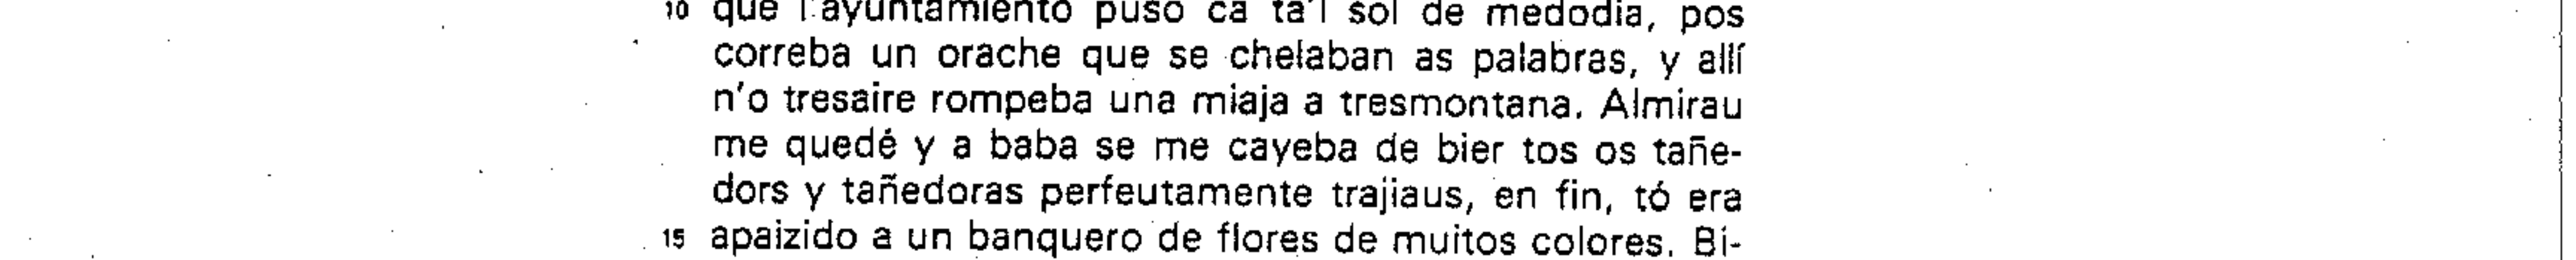 10 que l'ayuntamiento puso ca ta'l sol de medodia, pos
correba un orache que se chelaban as palabras, y allí
n'o tresaire rompeba una miaja a tresmontana. Almirau
me quedé y a baba se me cayeba de bier tos os tañe-
dors y tañedoras perfeutamente trajiaus, en fin, tó era
15 apaizido a un banquero de flores de muitos colores. Bi-